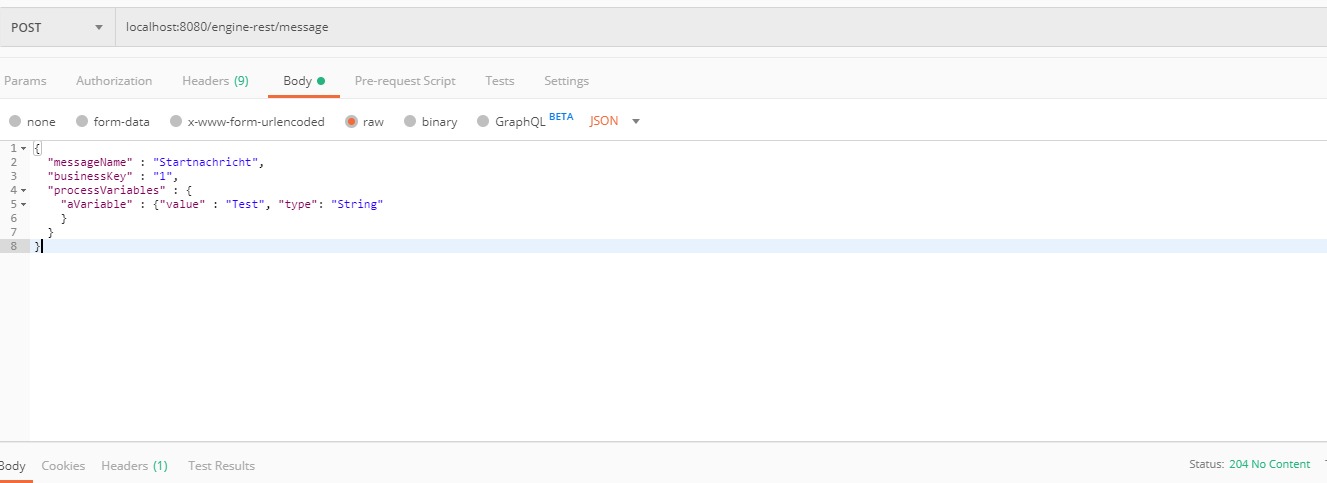 POST localhost:8080/engine-rest/message
Params Authorization Headers (9) Body Pre-request Script Tests Settings
none form-data x-www-form-urlencoded raw binary GraphQL BETA JSON
1 {
2 "messageName" : "Startnachricht",
3 "businessKey" : "1",
4 "processVariables" : {
5 "aVariable" : {"value" : "Test", "type": "String"
6 }
7 }
8 }
Body Cookies Headers (1) Test Results Status: 204 No Content